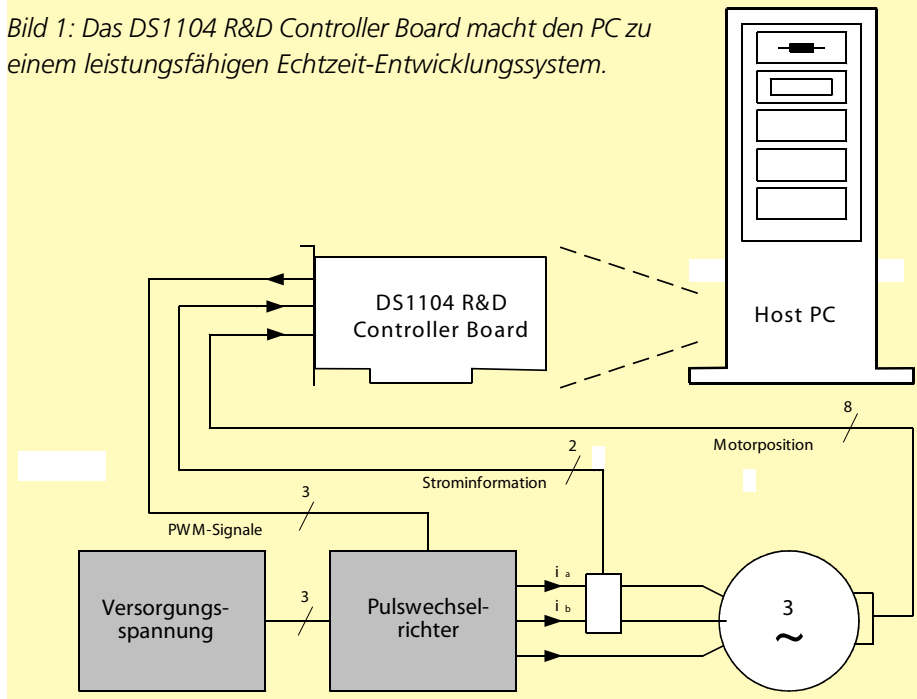 Bild 1: Das DS1104 R&D Controller Board macht den PC zu
einem leistungsfähigen Echtzeit-Entwicklungssystem.
DS1104 R&D
Controller Board
Host PC
8
Motorposition
2
Strominformation
3
PWM-Signale
Versorgungs-
spannung
3
Pulswechsel-
richter
i a
i b
3
~